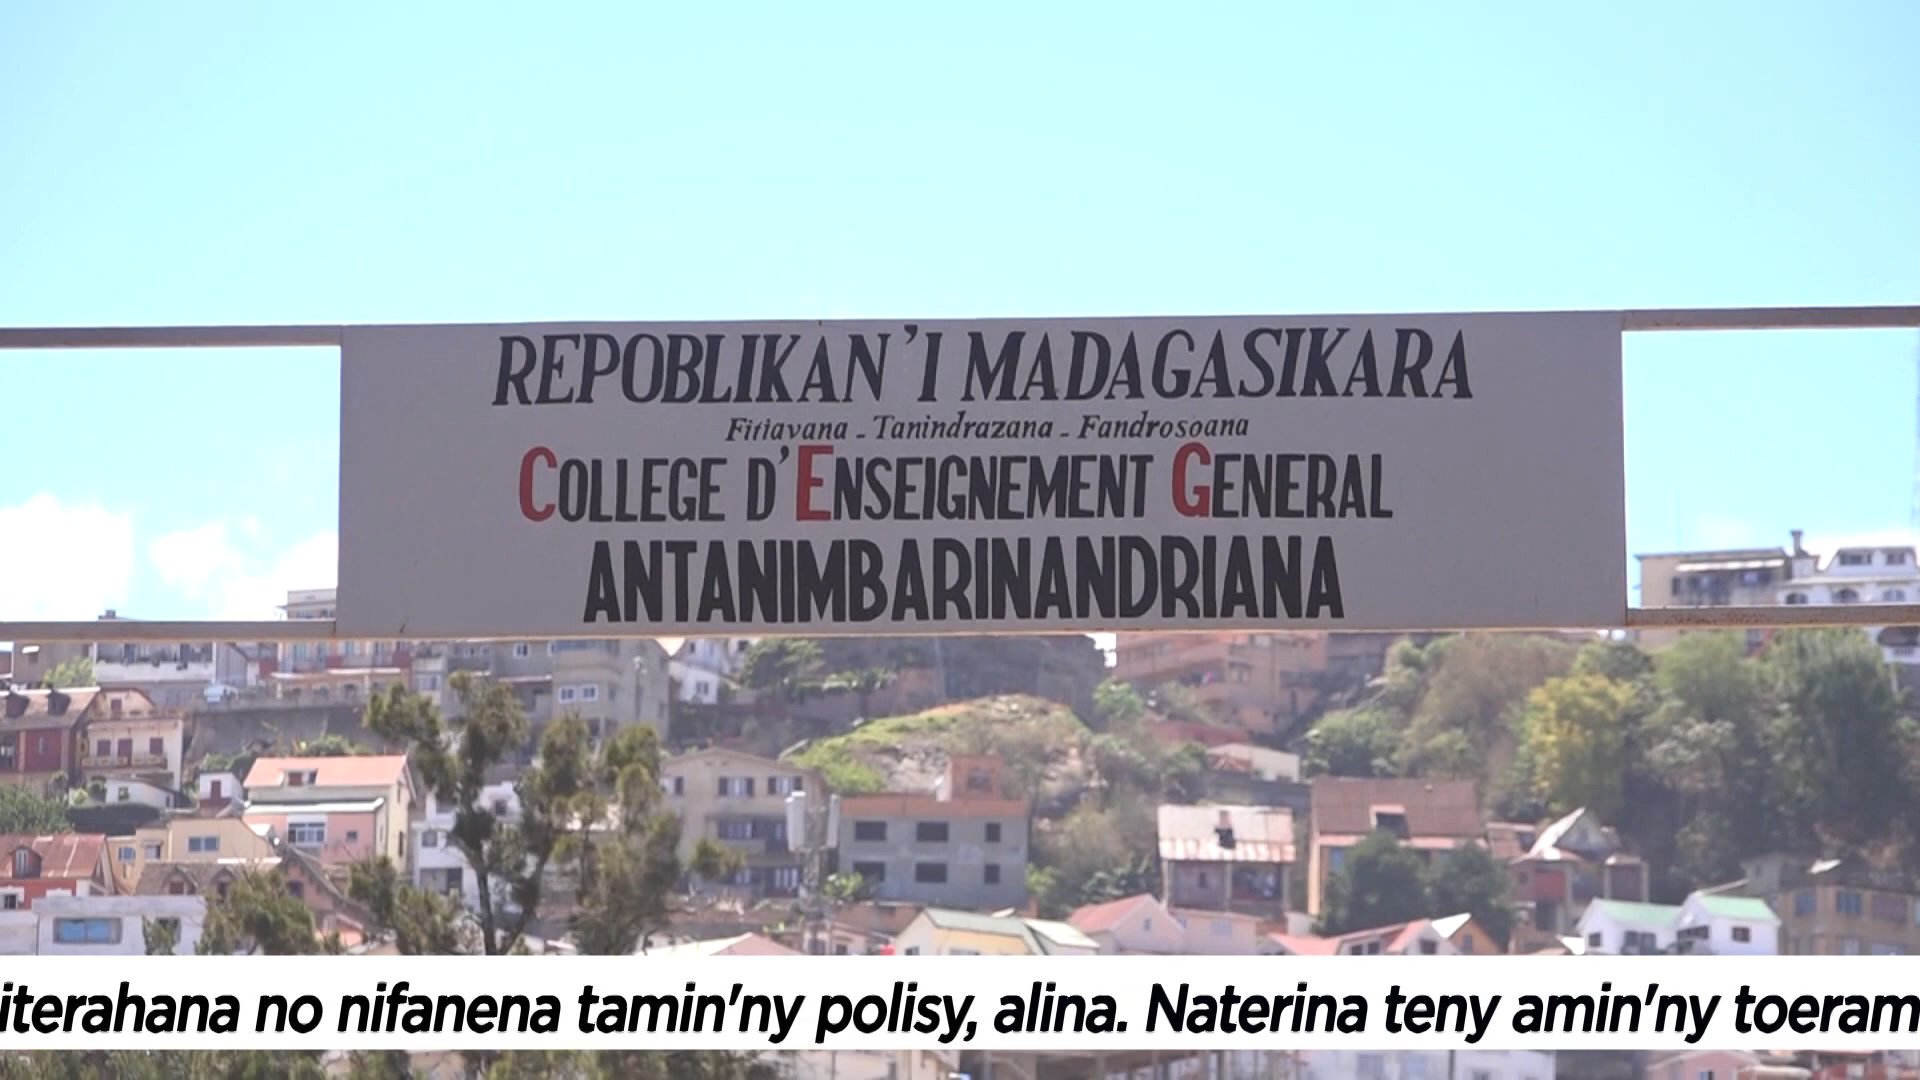 REPOBLIKAN'I MADAGASIKARA
Fitiavana - Tanindrazana - Fandrosoana
COLLEGE D'ENSEIGNEMENT GENERAL
ANTANIMBARINANDRIANA
iterahana no nifanena tamin'ny polisy, alina. Naterina teny amin'ny toeram